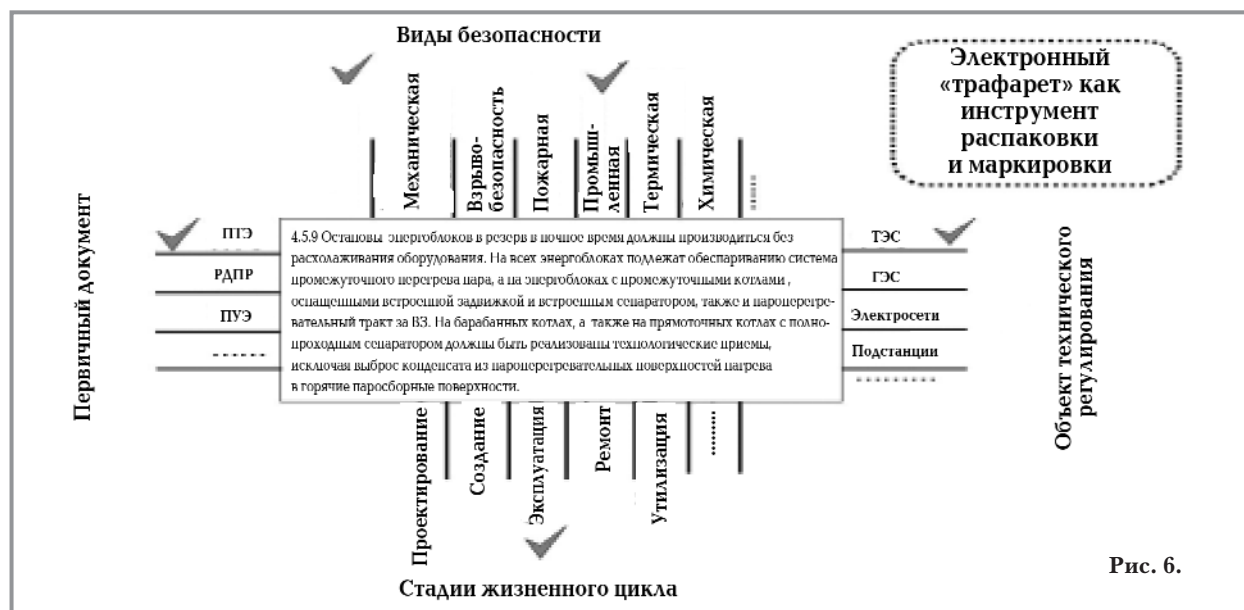 Виды безопасности
Электронный
«трафарет» как
инструмент
распаковки
и маркировки
Механическая
Взрыво-
безопасность
Пожарная
Промыш-
ленная
Термическая
Химическая
Первичный документ
ПТЭ
РДПР
ПУЭ
4.5.9 Остановы энергоблоков в резерв в ночное время должны производиться без
расхолаживания оборудования. На всех энергоблоках подлежат обеспариванию система
промежуточного перегрева пара, а на энергоблоках с промежуточными котлами ,
оснащенными встроенной задвижкой и встроенным сепаратором, также и пароперегре-
вательный тракт за ВЗ. На барабанных котлах, а также на прямоточных котлах с полно-
проходным сепаратором должны быть реализованы технологические приемы,
исключая выброс конденсата из пароперегревательных поверхностей нагрева
в горячие паросборные поверхности.
ТЭС
ГЭС
Электросети
Подстанции
Объект технического
регулирования
Проектирование
Создание
Эксплуатация
Ремонт
Утилизация
Стадии жизненного цикла
Рис. 6.